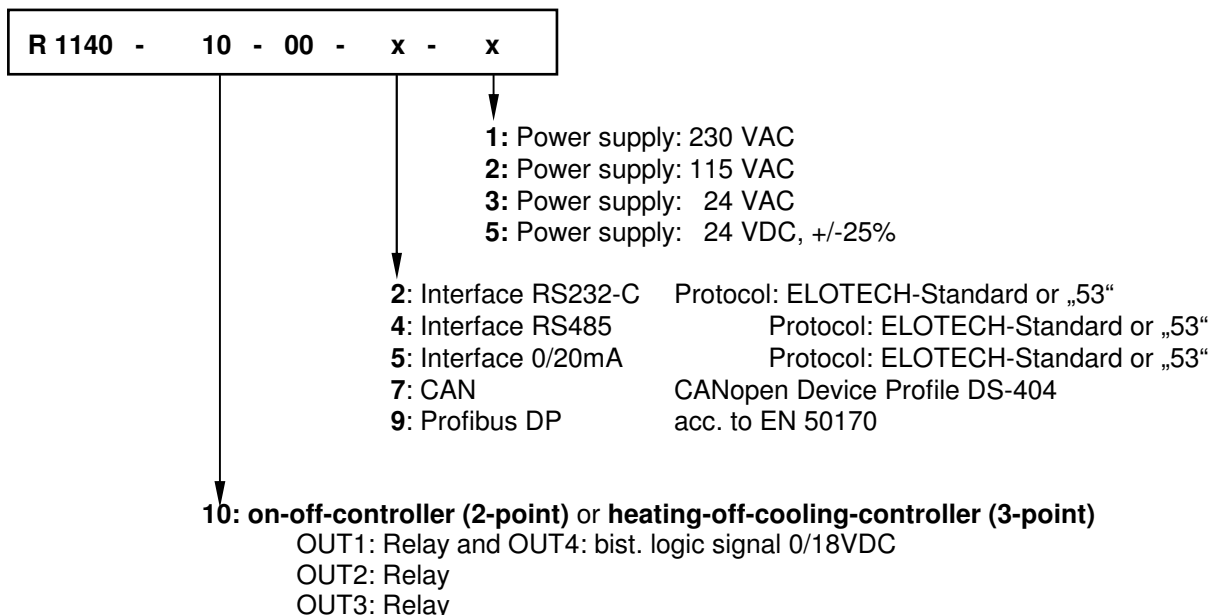 R 1140 - 10 - 00 - x - x
1: Power supply: 230 VAC
2: Power supply: 115 VAC
3: Power supply: 24 VAC
5: Power supply: 24 VDC, +/-25%
2: Interface RS232-C Protocol: ELOTECH-Standard or „53“
4: Interface RS485 Protocol: ELOTECH-Standard or „53“
5: Interface 0/20mA Protocol: ELOTECH-Standard or „53“
7: CAN CANopen Device Profile DS-404
9: Profibus DP acc. to EN 50170
10: on-off-controller (2-point) or heating-off-cooling-controller (3-point)
OUT1: Relay and OUT4: bist. logic signal 0/18VDC
OUT2: Relay
OUT3: Relay